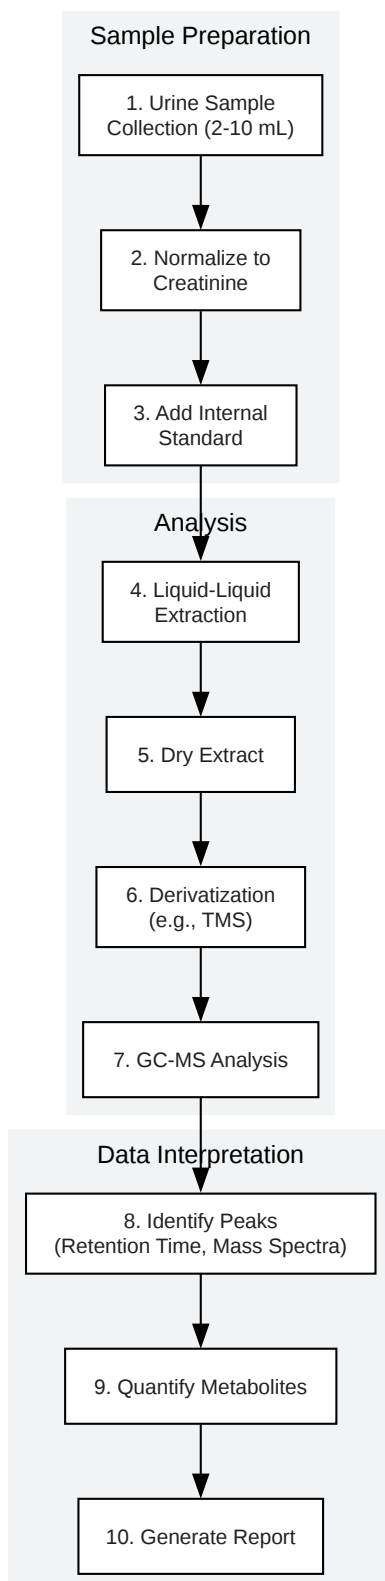 Sample Preparation
1. Urine Sample
Collection (2-10 mL)
2. Normalize to
Creatinine
3. Add Internal
Standard
Analysis
4. Liquid-Liquid
Extraction
5. Dry Extract
6. Derivatization
(e.g., TMS)
7. GC-MS Analysis
Data Interpretation
8. Identify Peaks
(Retention Time, Mass Spectra)
9. Quantify Metabolites
10. Generate Report